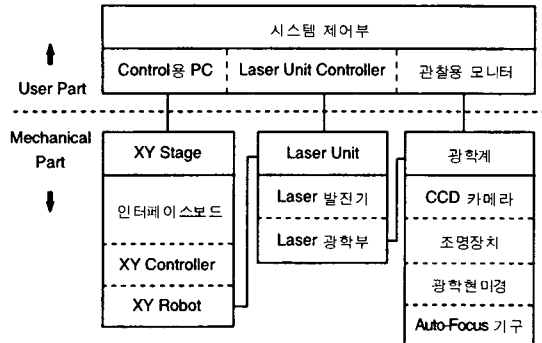 시스템 제어부
Control용 PC
Laser Unit Controller
관찰용 모니터
User Part
Mechanical
Part
XY Stage
인터페이스보드
XY Controller
XY Robot
Laser Unit
Laser 발진기
Laser 광학부
광학계
CCD 카메라
조명장치
광학현미경
Auto-Focus 기구